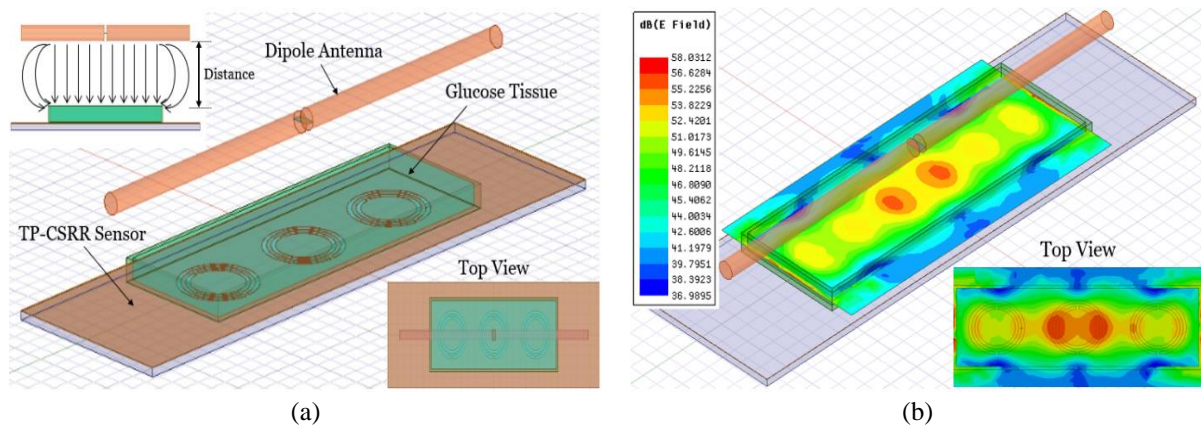 Distance
Dipole Antenna
Glucose Tissue
TP-CSRR Sensor
Top View
(a)
dB(E Field)
58.0312
56.6284
55.2256
53.8229
52.4201
51.0173
49.6145
48.2118
46.8090
45.4062
44.0034
42.6006
41.1979
39.7951
38.3923
36.9895
Top View
(b)